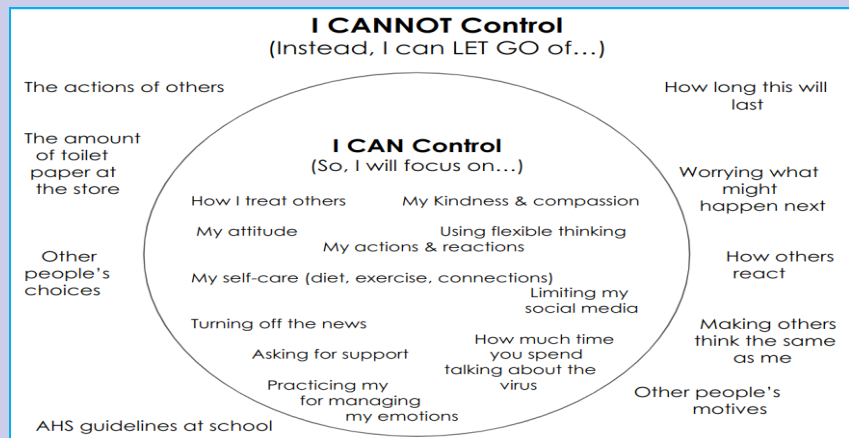 I CANNOT Control
(Instead, I can LET GO of...)
The actions of others
How long this will
last
The amount
of toilet
paper at
the store
I CAN Control
(So, I will focus on...)
Worrying what
might
happen next
How I treat others
My Kindness & compassion
My attitude
Using flexible thinking
My actions & reactions
Other
people's
choices
How others
react
My self-care (diet, exercise, connections)
Limiting my
social media
Turning off the news
Making others
think the same
as me
Asking for support
How much time
you spend
talking about the
virus
Practicing my
for managing
my emotions
Other people's
motives
AHS guidelines at school